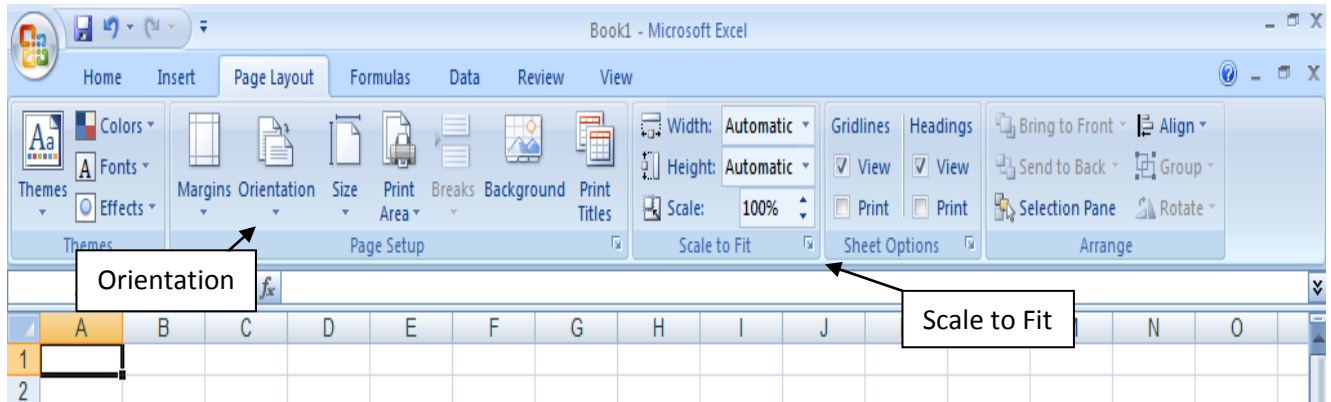 Book1 - Microsoft Excel
Home Insert Page Layout Formulas Data Review View
Colors Width: Automatic Gridlines Headings Bring to Front Align
Aa Fonts Height: Automatic View View Send to Back Group
Themes Effects Margins Orientation Size Print Area Breaks Background Print Titles Scale: 100% Print Print Selection Pane Rotate
Themes Page Setup Scale to Fit Sheet Options Arrange
Orientation fx
Scale to Fit
A B C D E F G H I J N O
1
2